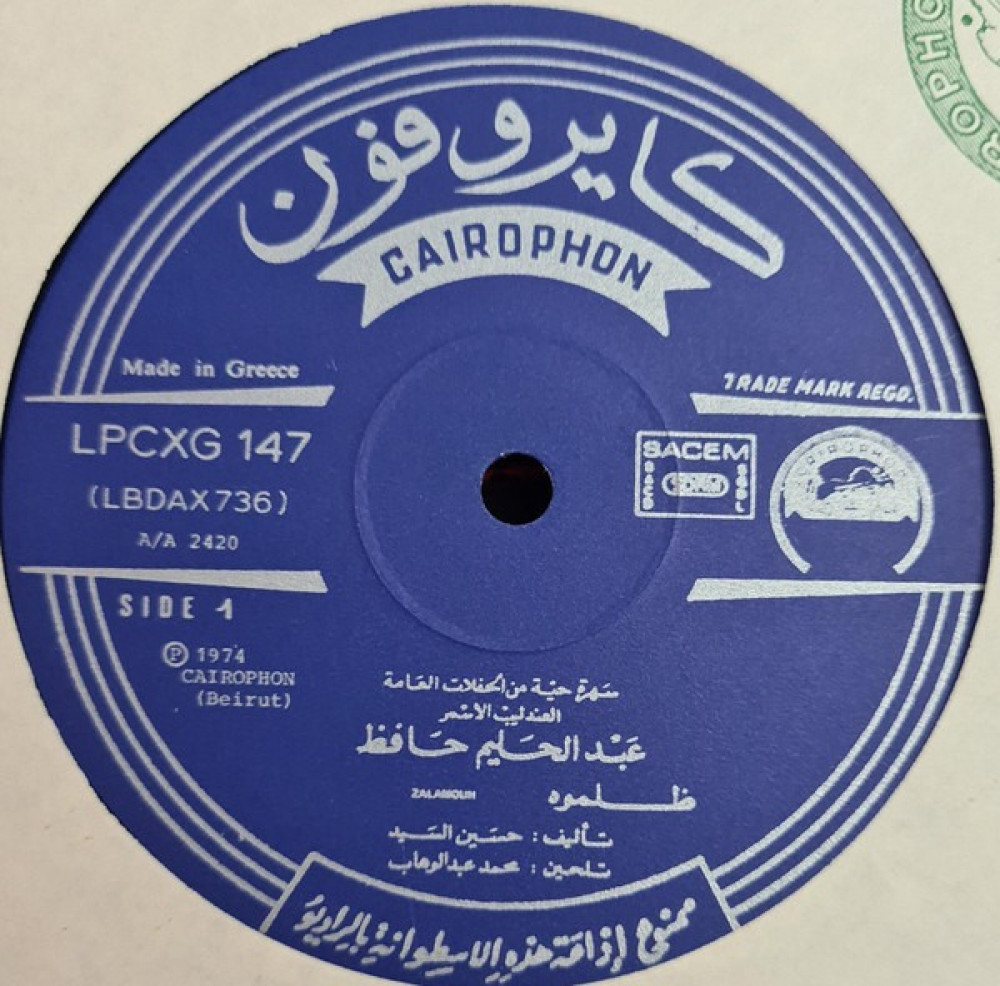 كايروفون
CAIROPHON
Made in Greece
TRADE MARK REGD.
LPCXG 147
(LBDAX736)
A/A 2420
SACEM
SIDE 1
℗ 1974
CAIROPHON
(Beirut)
سهرة حية من الحفلات العامة
العندليب الاسمر
عبد الحليم حافظ
ظلموه
ZALAMOUH
تأليف : حسين السيد
تلحين : محمد عبد الوهاب
ممنوع إذاعة هذه الاسطوانة بالراديو